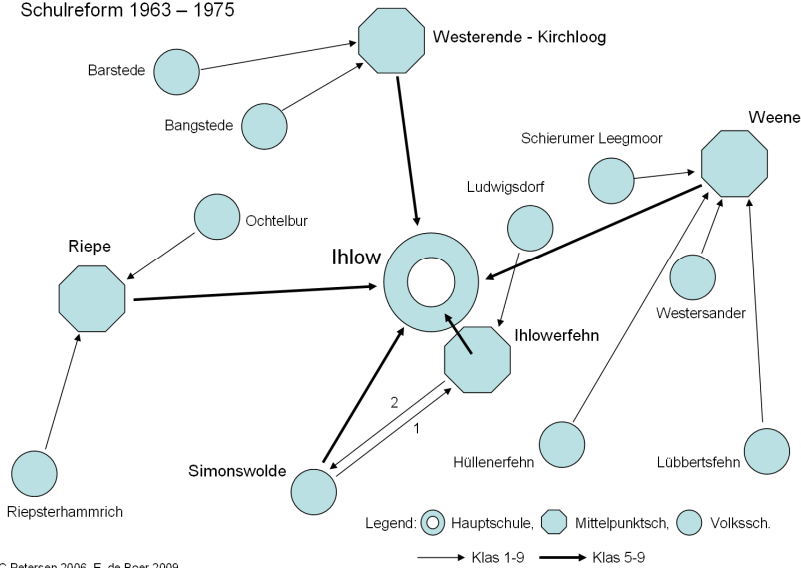 Schulreform 1963 – 1975
Westerende - Kirchloog
Barstede
Bangstede
Weene
Schierumer Leegmoor
Ludwigsdorf
Ochtelbur
Riepe
Ihlow
Westersander
Ihlowerfehn
2
1
Hüllenerfehn
Lübbertsfehn
Simonswolde
Riepsterhammrich
Legend: Hauptschule, Mittelpunktsch, Volkssch.
Klas 1-9 Klas 5-9
C Petersen 2006, E. de Boer 2009